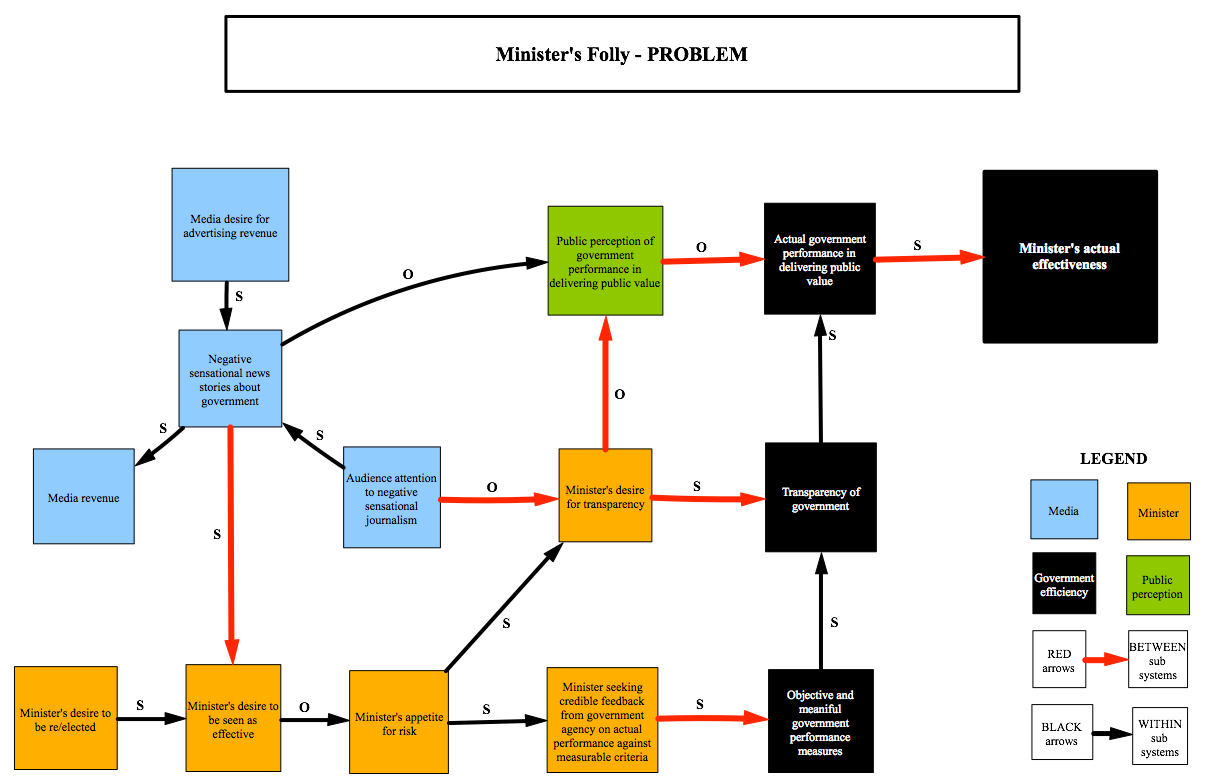 Minister's Folly - PROBLEM
Media desire for
advertising revenue
S
Negative
sensational news
stories about
government
O
Public perception of
government
performance in
delivering public value
O
Actual government
performance in
delivering public
value
S
Minister's actual
effectiveness
S
Media revenue
S
Audience attention
to negative
sensational
journalism
O
Minister's desire
for transparency
O
S
Transparency of
government
S
S
Minister's desire to
be re/elected
S
Minister's desire to
be seen as
effective
O
Minister's appetite
for risk
S
S
Minister seeking
credible feedback
from government
agency on actual
performance against
measurable criteria
S
Objective and
meaniful
government
performance
measures
S
LEGEND
Media
Minister
Government
efficiency
Public
perception
RED
arrows
BETWEEN
sub
systems
BLACK
arrows
WITHIN
sub
systems